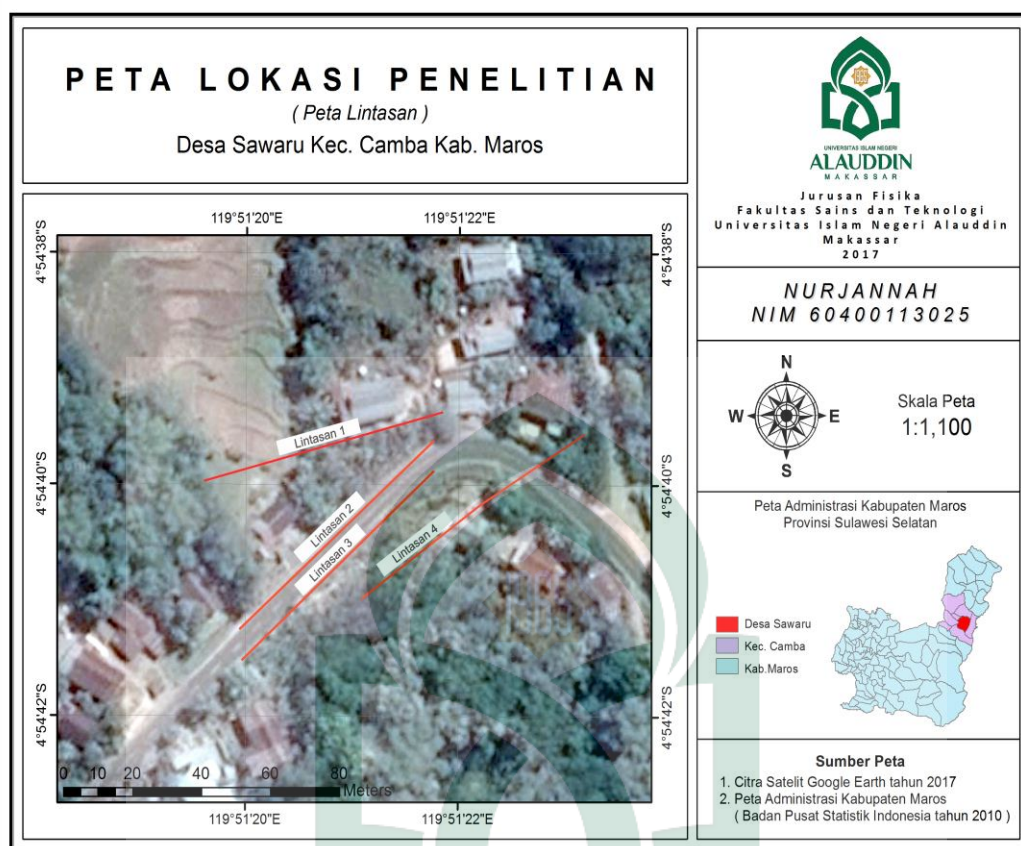 PETA LOKASI PENELITIAN
( Peta Lintasan )
Desa Sawaru Kec. Camba Kab. Maros
119°51'20"E
119°51'22"E
4°54'38"S
4°54'38"S
Lintasan 1
4°54'40"S
4°54'40"S
Lintasan 2
Lintasan 3
Lintasan 4
4°54'42"S
4°54'42"S
0 10 20 40 60 80
Meters
119°51'20"E
119°51'22"E
UNIVERSITAS ISLAM NEGERI
ALAUDDIN
MAKASSAR
Jurusan Fisika
Fakultas Sains dan Teknologi
Universitas Islam Negeri Alauddin
Makassar
2017
NURJANNAH
NIM 60400113025
N
W
E
S
Skala Peta
1:1,100
Peta Administrasi Kabupaten Maros
Provinsi Sulawesi Selatan
Desa Sawaru
Kec. Camba
Kab.Maros
Sumber Peta
1. Citra Satelit Google Earth tahun 2017
2. Peta Administrasi Kabupaten Maros
( Badan Pusat Statistik Indonesia tahun 2010 )